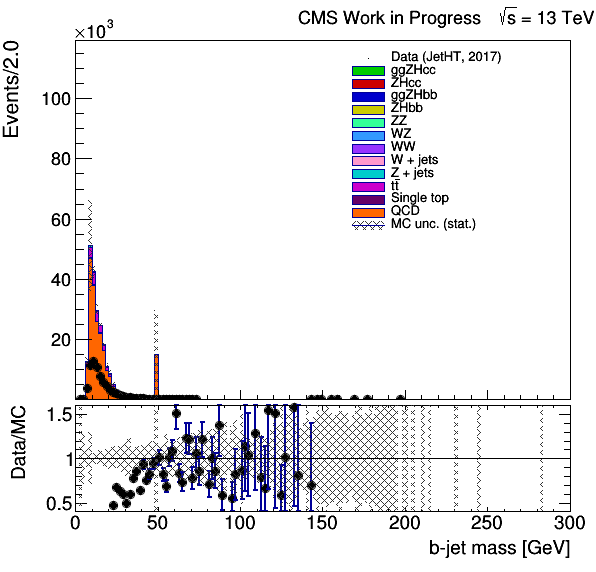 CMS Work in Progress √s = 13 TeV
×10³
Events/2.0
100
80
60
40
20
Data (JetHT, 2017)
ggZHcc
ZHcc
ggZHbb
ZHbb
ZZ
WZ
WW
W + jets
Z + jets
tt̄
Single top
QCD
MC unc. (stat.)
Data/MC
1.5
1
0.5
0 50 100 150 200 250 300
b-jet mass [GeV]